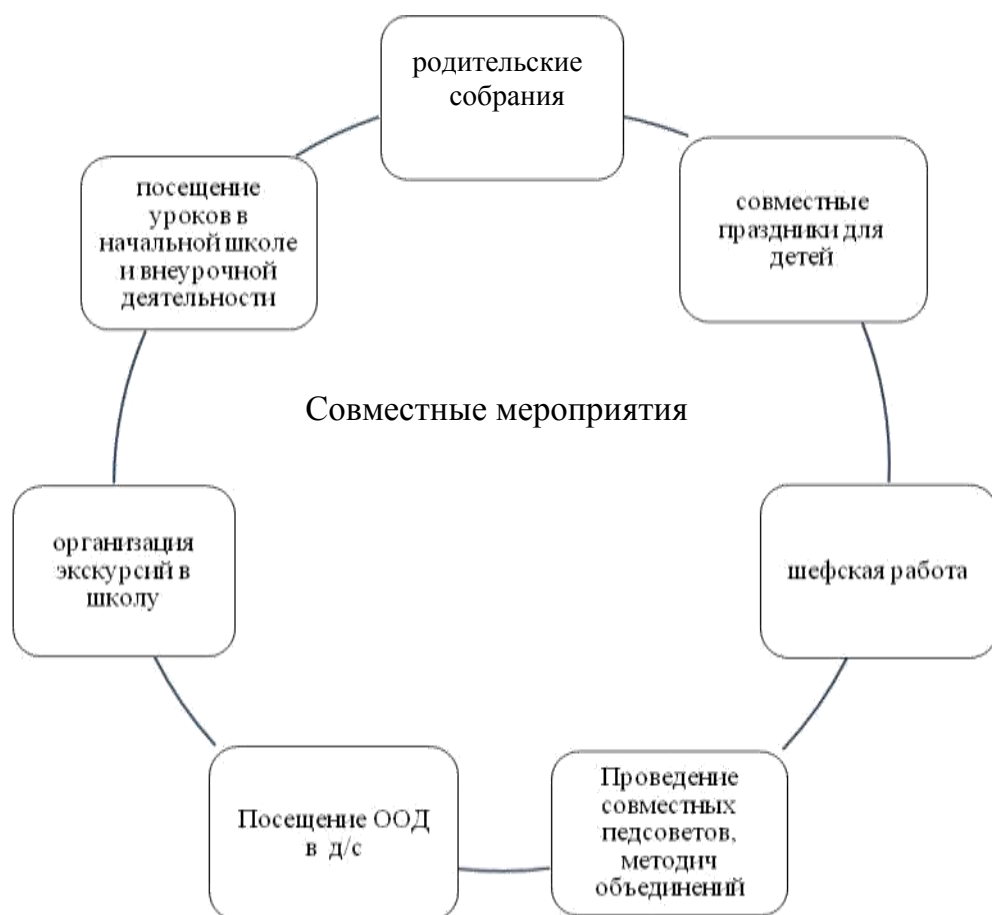 родительские
собрания
совместные
праздники для
детей
шефская работа
Проведение
совместных
педсоветов,
методич
объединений
Посещение ООД
в д/с
организация
экскурсий в
школу
посещение
уроков в
начальной школе
и внеурочной
деятельности
Совместные мероприятия